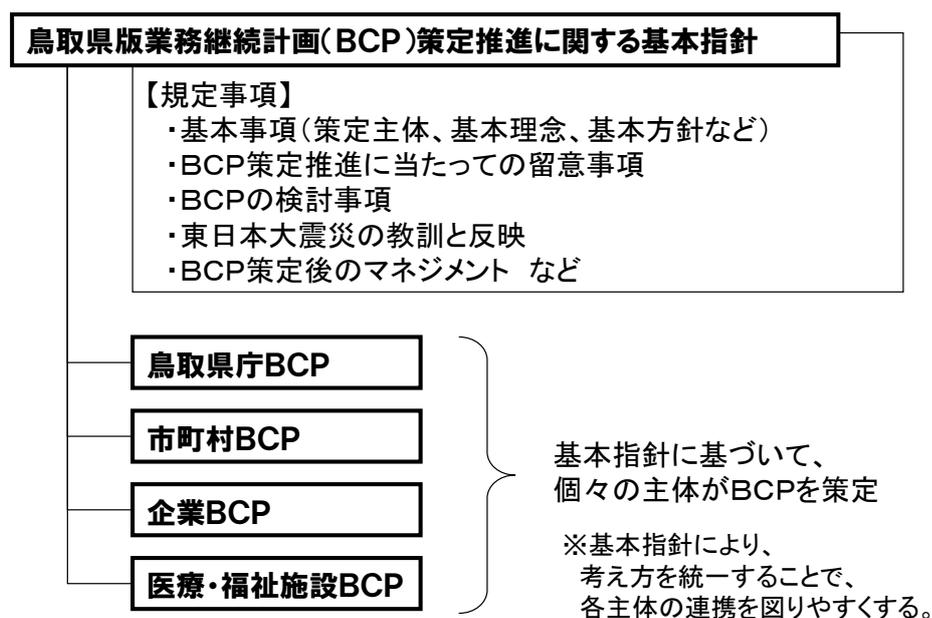 鳥取県版業務継続計画(BCP)策定推進に関する基本指針
【規定事項】
・基本事項(策定主体、基本理念、基本方針など)
・BCP策定推進に当たっての留意事項
・BCPの検討事項
・東日本大震災の教訓と反映
・BCP策定後のマネジメント など
鳥取県庁BCP
市町村BCP
企業BCP
医療・福祉施設BCP
基本指針に基づいて、
個々の主体がBCPを策定
※基本指針により、
考え方を統一することで、
各主体の連携を図りやすくする。